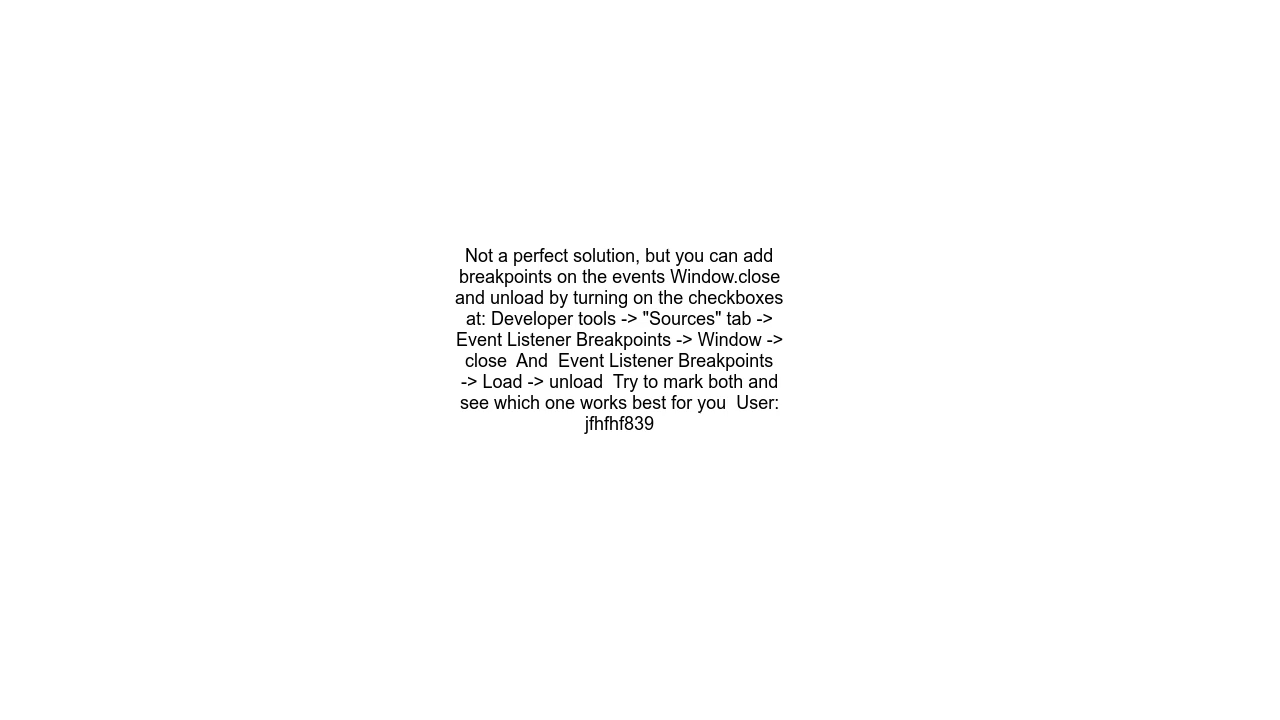 Not a perfect solution, but you can add
breakpoints on the events Window.close
and unload by turning on the checkboxes
at: Developer tools -> "Sources" tab ->
Event Listener Breakpoints -> Window ->
close  And  Event Listener Breakpoints
-> Load -> unload  Try to mark both and
see which one works best for you  User:
jfhfhf839